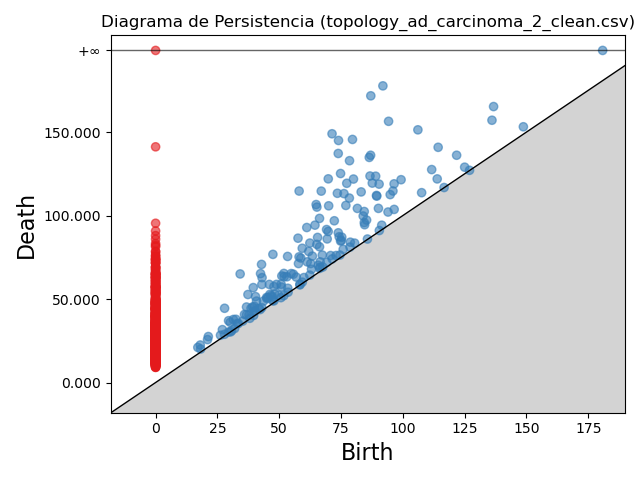 Diagrama de Persistencia (topology_ad_carcinoma_2_clean.csv)
+∞
150.000
100.000
50.000
0.000
Death
0 25 50 75 100 125 150 175
Birth